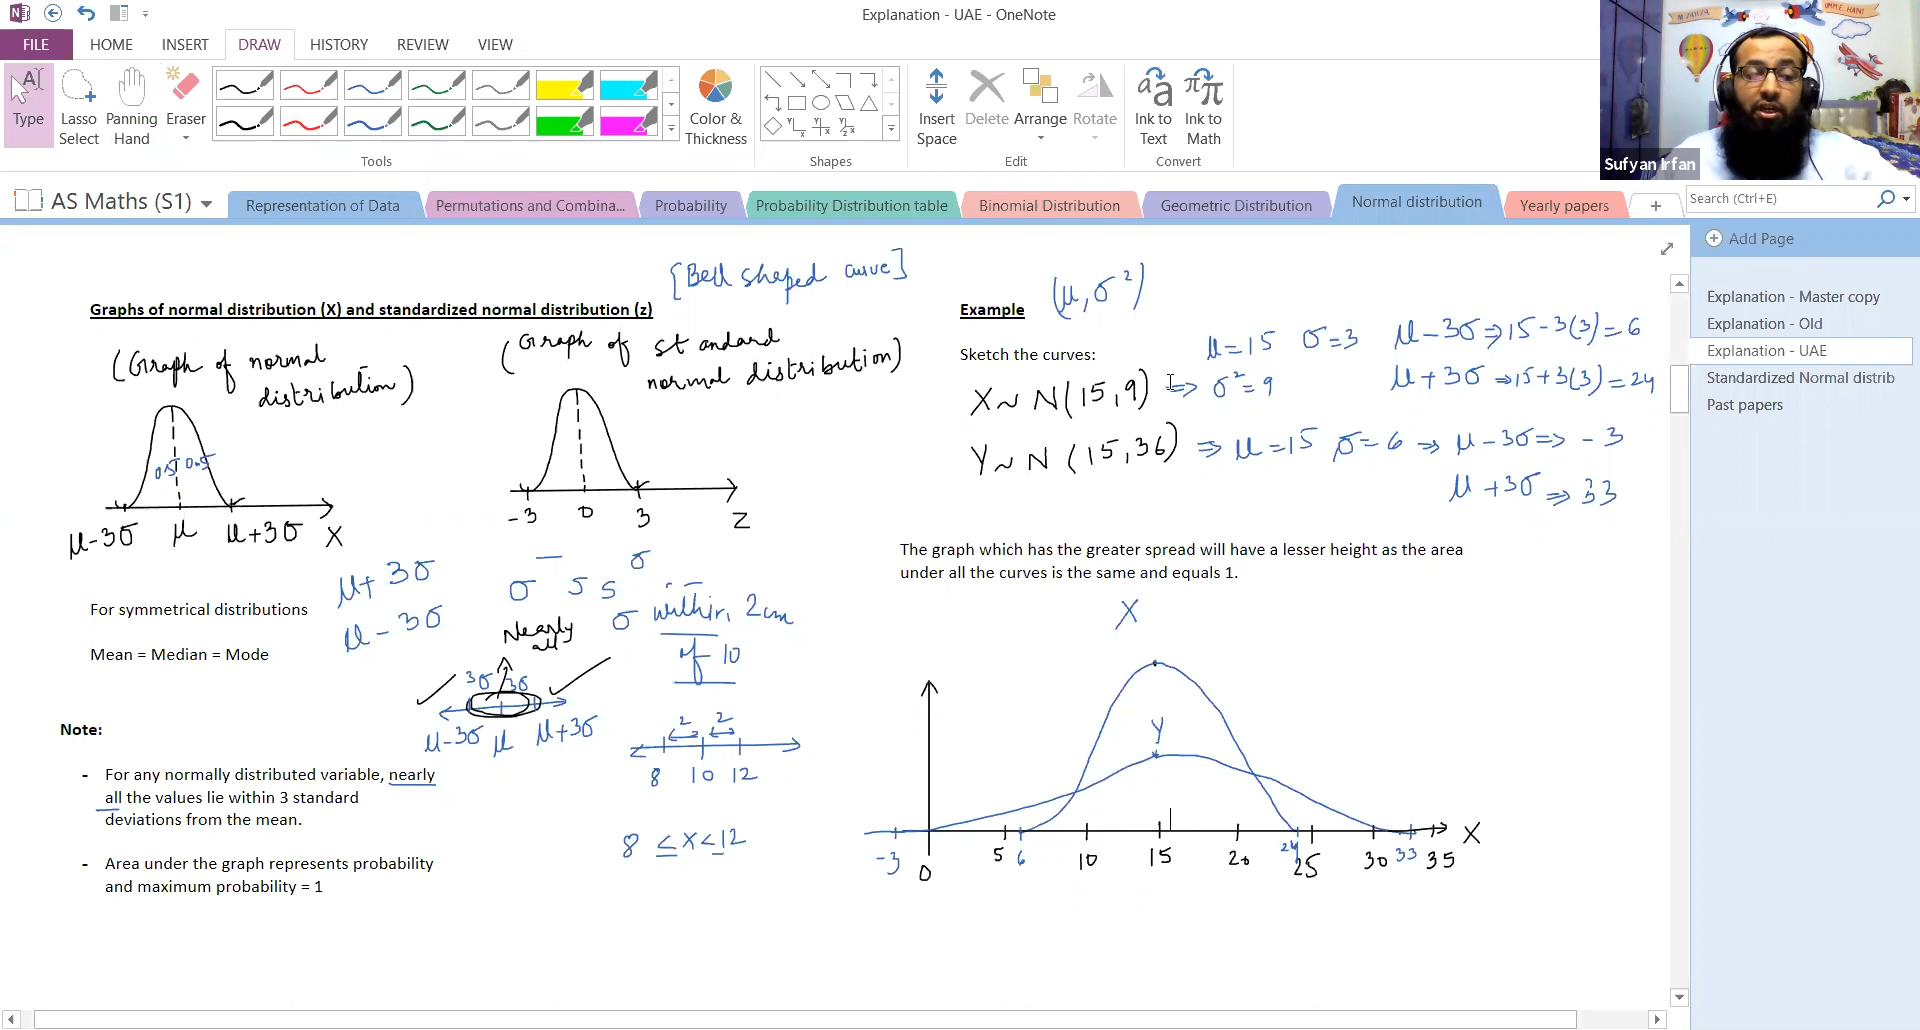 Explanation - UAE - OneNote
FILE HOME INSERT DRAW HISTORY REVIEW VIEW
Type
Lasso Select
Panning Hand
Eraser
Color & Thickness
Insert Space
Delete
Arrange
Rotate
Ink to Text
Ink to Math
Tools
Shapes
Edit
Convert
Sufyan Irfan
AS Maths (S1)
Representation of Data
Permutations and Combina...
Probability
Probability Distribution table
Binomial Distribution
Geometric Distribution
Normal distribution
Yearly papers
Search (Ctrl+E)
Add Page
Explanation - Master copy
Explanation - Old
Explanation - UAE
Standardized Normal distrib
Past papers
[Bell shaped curve]
Graphs of normal distribution (X) and standardized normal distribution (z)
(Graph of normal
distribution)
0.5 0.5
μ-3σ μ μ+3σ X
(Graph of standard
normal distribution)
-3 0 3 Z
μ+3σ
μ-3σ
For symmetrical distributions
Mean = Median = Mode
σ 5 s
σ
σ within 2cm
of 10
Nearly
all
3σ 3σ
μ-3σ μ μ+3σ
2 2
8 10 12
8 ≤ x < 12
Note:
- For any normally distributed variable, nearly
all the values lie within 3 standard
deviations from the mean.
- Area under the graph represents probability
and maximum probability = 1
Example (μ, σ²)
Sketch the curves:
μ=15 σ=3 μ-3σ ⇒ 15-3(3)=6
X~N(15,9) ⇒ σ²=9 μ+3σ ⇒ 15+3(3)=24
Y~N(15,36) ⇒ μ=15 σ=6 ⇒ μ-3σ ⇒ -3
μ+3σ ⇒ 33
The graph which has the greater spread will have a lesser height as the area
under all the curves is the same and equals 1.
X
Y
-3 0 5 6 10 15 20 24 25 30 33 35 X